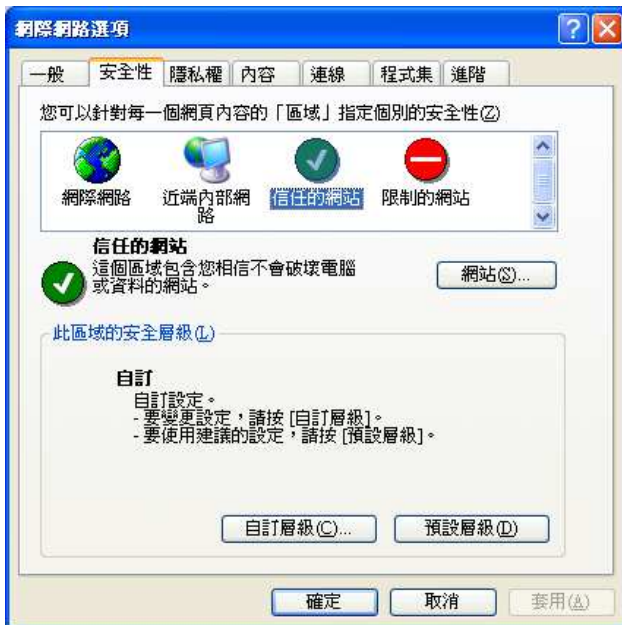 網際網路選項
一般 安全性 隱私權 內容 連線 程式集 進階
您可以針對每一個網頁內容的「區域」指定個別的安全性(Z)
網際網路 近端內部網路 信任的網站 限制的網站
信任的網站
這個區域包含您相信不會破壞電腦
或資料的網站。
網站(S)...
此區域的安全層級(L)
自訂
自訂設定。
- 要變更設定，請按 [自訂層級]。
- 要使用建議的設定，請按 [預設層級]。
自訂層級(C)... 預設層級(D)
確定 取消 套用(A)